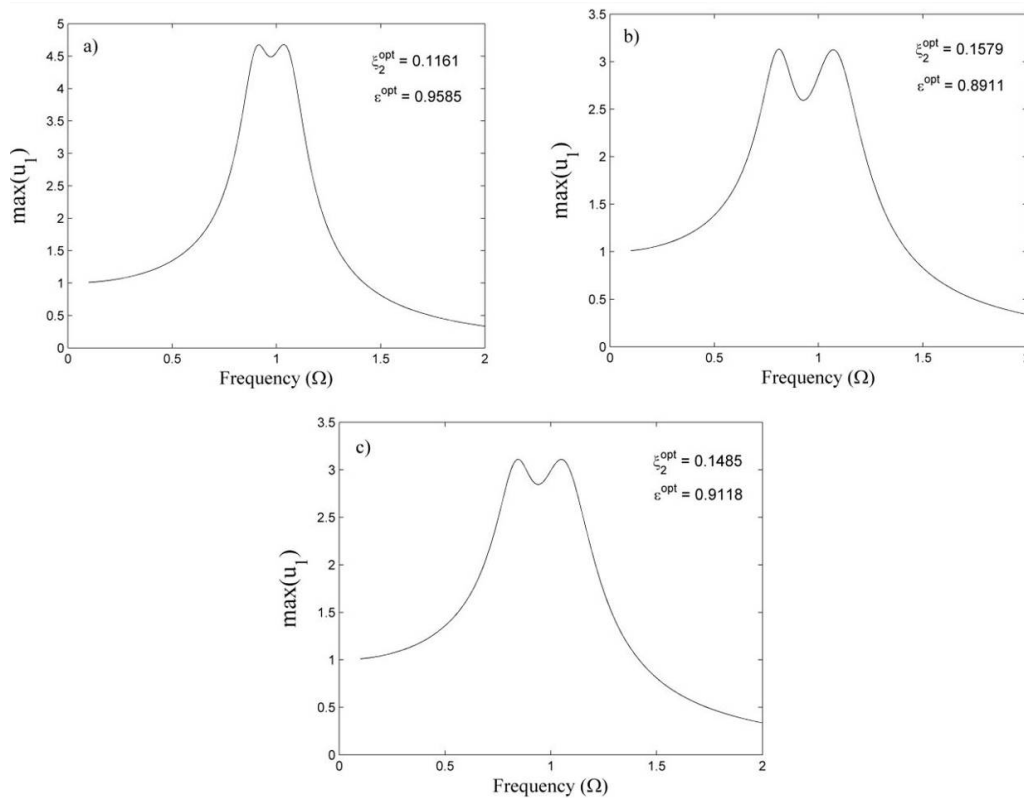 a)
ξ₂ᵒᵖᵗ = 0.1161
εᵒᵖᵗ = 0.9585
max(u₁)
5
4.5
4
3.5
3
2.5
2
1.5
1
0.5
0
0 0.5 1 1.5 2
Frequency (Ω)
b)
ξ₂ᵒᵖᵗ = 0.1579
εᵒᵖᵗ = 0.8911
max(u₁)
3.5
3
2.5
2
1.5
1
0.5
0
0 0.5 1 1.5
Frequency (Ω)
c)
ξ₂ᵒᵖᵗ = 0.1485
εᵒᵖᵗ = 0.9118
max(u₁)
3.5
3
2.5
2
1.5
1
0.5
0
0 0.5 1 1.5 2
Frequency (Ω)